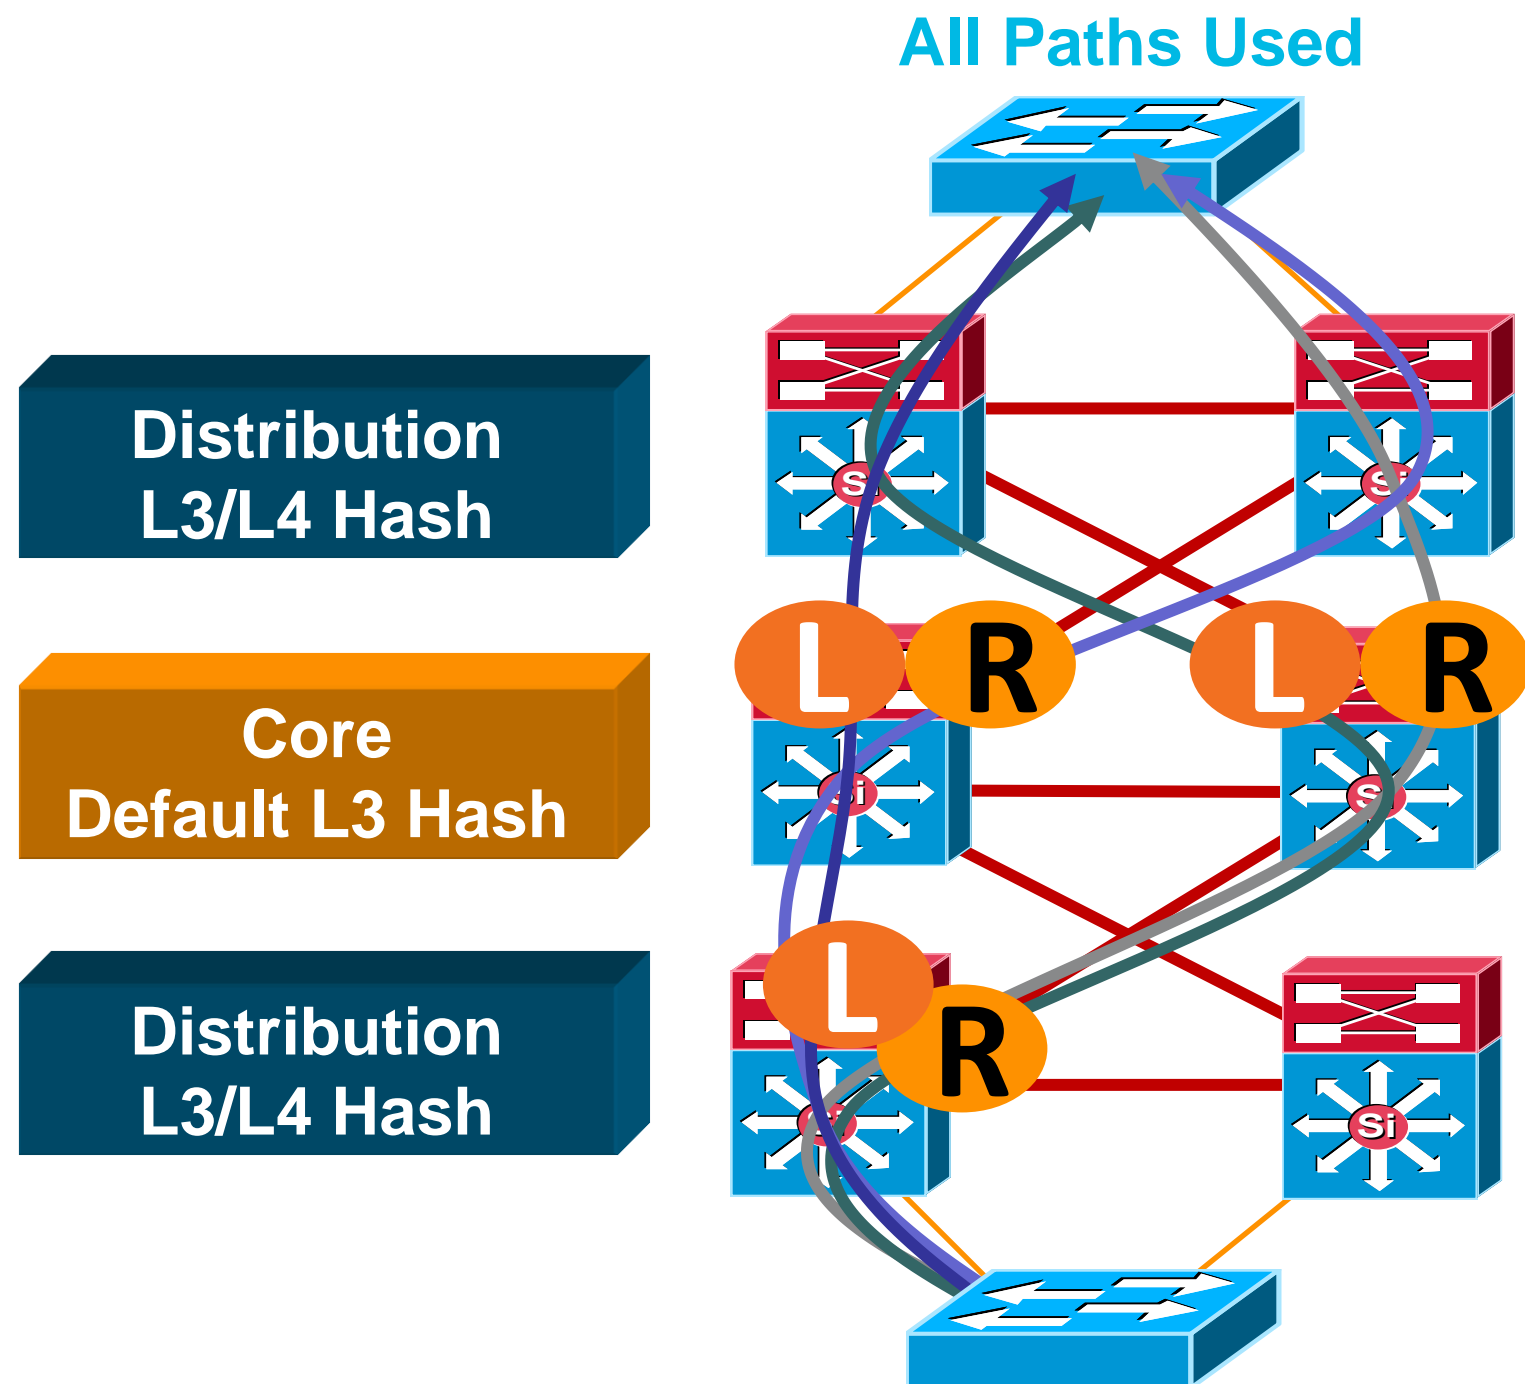 All Paths Used
Distribution
L3/L4 Hash
Si
Si
L
R
L
R
Core
Default L3 Hash
Si
Si
L
R
Distribution
L3/L4 Hash
Si
Si